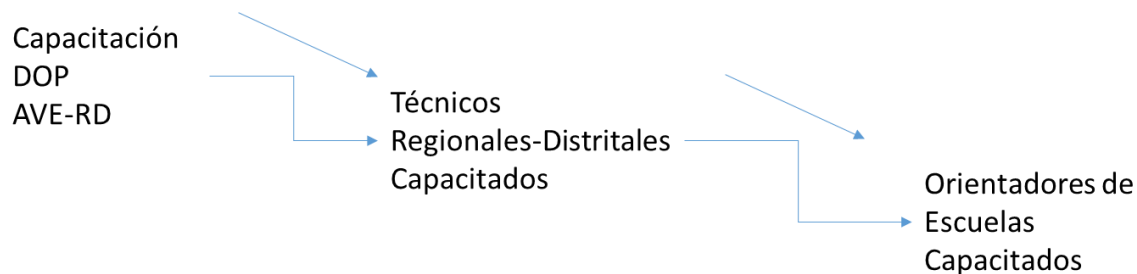 Capacitación
DOP
AVE-RD
Técnicos
Regionales-Distritales
Capacitados
Orientadores de
Escuelas
Capacitados